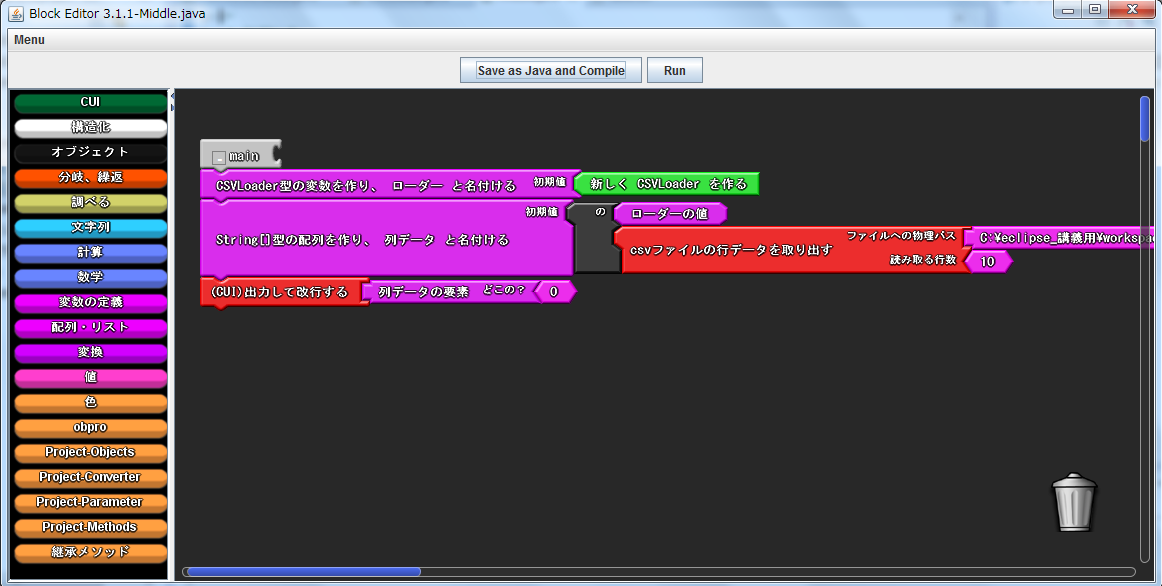 Block Editor 3.1.1-Middle.java
Menu
Save as Java and Compile
Run
CUI
構造化
オブジェクト
分岐、繰返
調べる
文字列
計算
数学
変数の定義
配列・リスト
変換
値
色
obpro
Project-Objects
Project-Converter
Project-Parameter
Project-Methods
継承メソッド
main
CSVLoader型の変数を作り、 ローダー と名付ける 初期値 新しく CSVLoader を作る
初期値 の ローダーの値
String[]型の配列を作り、 列データ と名付ける
csvファイルの行データを取り出す
ファイルへの物理パス C:¥eclipse_講義用¥workspa
読み取る行数 10
(CUI)出力して改行する 列データの要素 どこの? 0